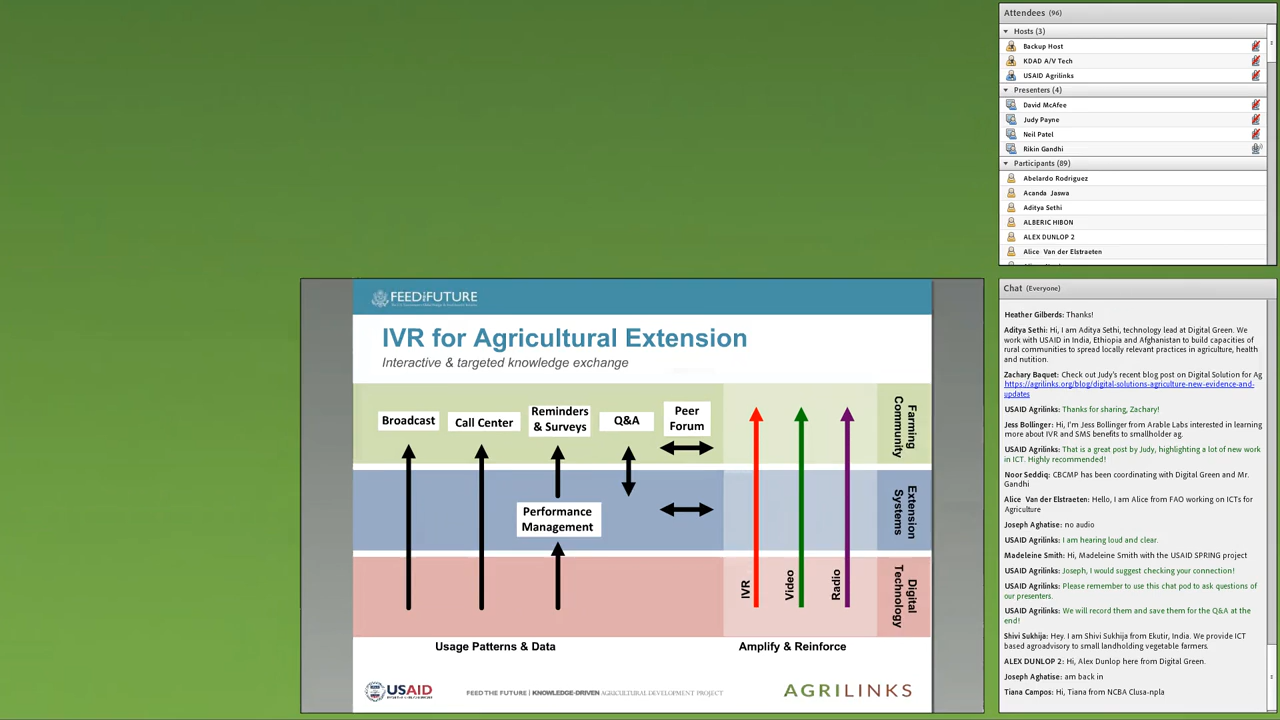 FEED THE FUTURE
IVR for Agricultural Extension
Interactive & targeted knowledge exchange
Broadcast
Call Center
Reminders
& Surveys
Q&A
Peer
Forum
Farming
Community
Performance
Management
Extension
Systems
IVR
Video
Radio
Digital
Technology
Usage Patterns & Data
Amplify & Reinforce
USAID
FEED THE FUTURE | KNOWLEDGE-DRIVEN AGRICULTURAL DEVELOPMENT PROJECT
AGRILINKS
Attendees (96)
Hosts (3)
Backup Host
KDAD A/V Tech
USAID Agrilinks
Presenters (4)
David McAfee
Judy Payne
Neil Patel
Rikin Gandhi
Participants (89)
Abelardo Rodriguez
Acanda Jaswa
Aditya Sethi
ALBERIC HIBON
ALEX DUNLOP 2
Alice Van der Elstraeten
Chat (Everyone)
Heather Gilberds: Thanks!
Aditya Sethi: Hi, I am Aditya Sethi, technology lead at Digital Green. We
work with USAID in India, Ethiopia and Afghanistan to build capacities of
rural communities to spread locally relevant practices in agriculture, health
and nutrition.
Zachary Baquet: Check out Judy's recent blog post on Digital Solution for Ag
https://agrilinks.org/blog/digital-solutions-agriculture-new-evidence-and-
updates
USAID Agrilinks: Thanks for sharing, Zachary!
Jess Bollinger: Hi, I'm Jess Bollinger from Arable Labs interested in learning
more about IVR and SMS benefits to smallholder ag.
USAID Agrilinks: That is a great post by Judy, highlighting a lot of new work
in ICT. Highly recommended!
Noor Seddiq: CBCMP has been coordinating with Digital Green and Mr.
Gandhi
Alice Van der Elstraeten: Hello, I am Alice from FAO working on ICTs for
Agriculture
Joseph Aghatise: no audio
USAID Agrilinks: I am hearing loud and clear.
Madeleine Smith: Hi, Madeleine Smith with the USAID SPRING project
USAID Agrilinks: Joseph, I would suggest checking your connection!
USAID Agrilinks: Please remember to use this chat pod to ask questions of
our presenters.
USAID Agrilinks: We will record them and save them for the Q&A at the
end!
Shivi Sukhija: Hey. I am Shivi Sukhija from Ekutir, India. We provide ICT
based agroadvisory to small landholding vegetable farmers.
ALEX DUNLOP 2: Hi, Alex Dunlop here from Digital Green.
Joseph Aghatise: am back in
Tiana Campos: Hi, Tiana from NCBA Clusa-npla